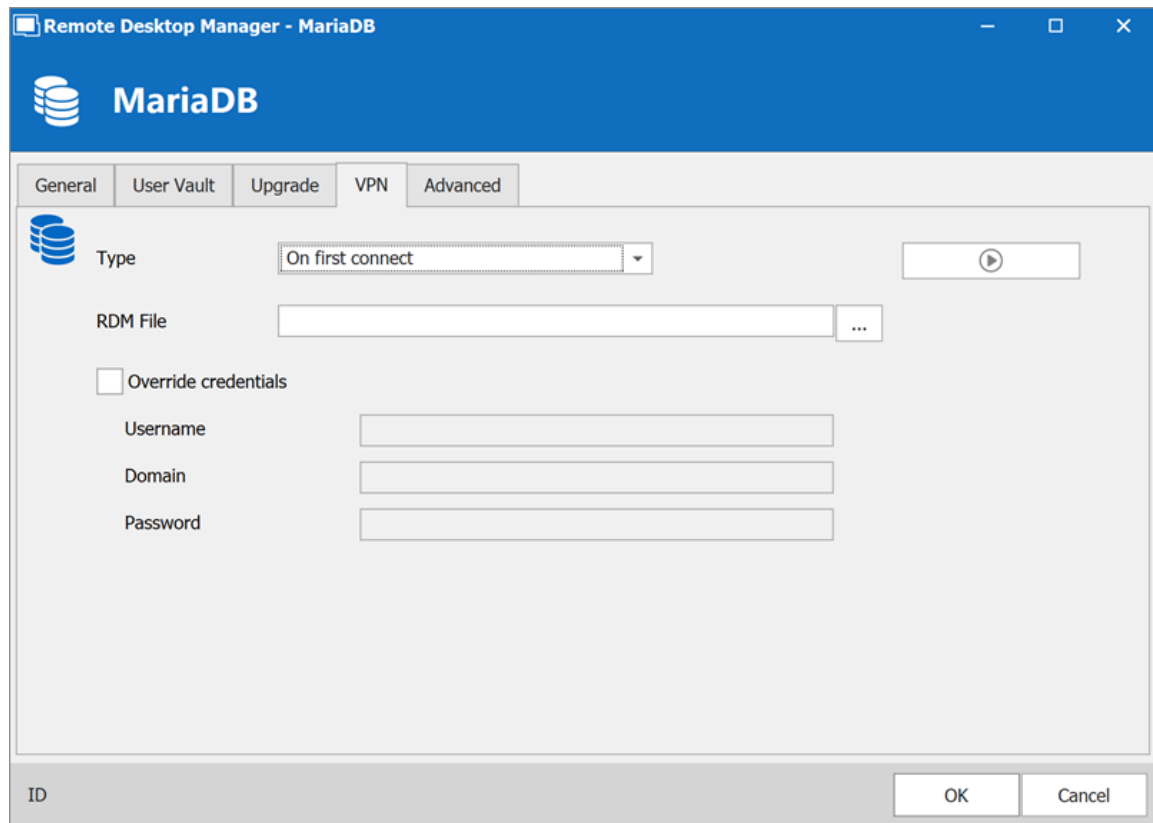 Remote Desktop Manager - MariaDB
MariaDB
General User Vault Upgrade VPN Advanced
Type On first connect
RDM File ...
Override credentials
Username
Domain
Password
ID OK Cancel